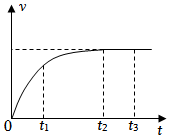 v
0 t₁ t₂ t₃ t